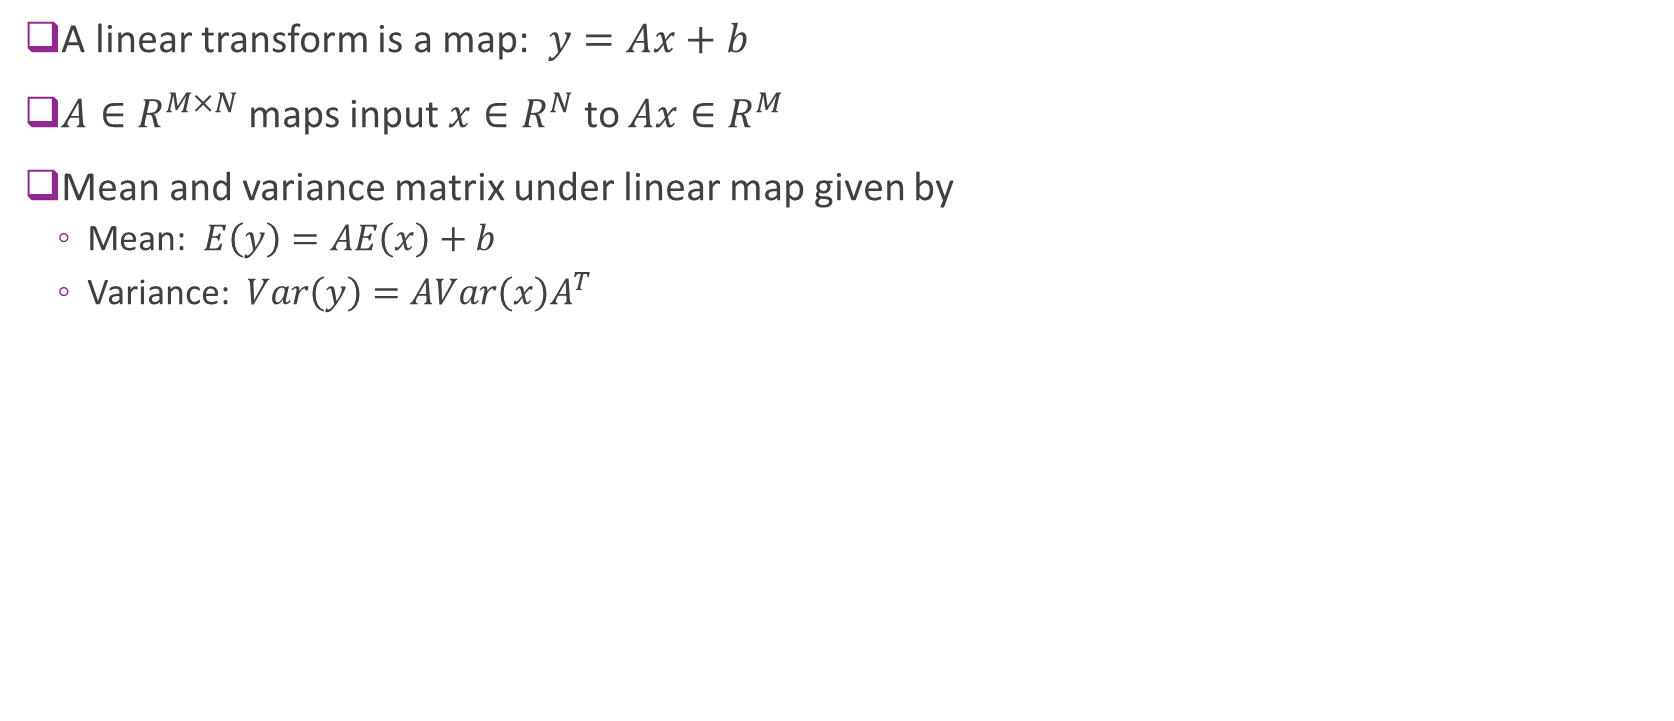 ❑A linear transform is a map: y = Ax + b
❑A ∈ R^{M×N} maps input x ∈ R^N to Ax ∈ R^M
❑Mean and variance matrix under linear map given by
◦ Mean: E(y) = AE(x) + b
◦ Variance: Var(y) = AVar(x)A^T